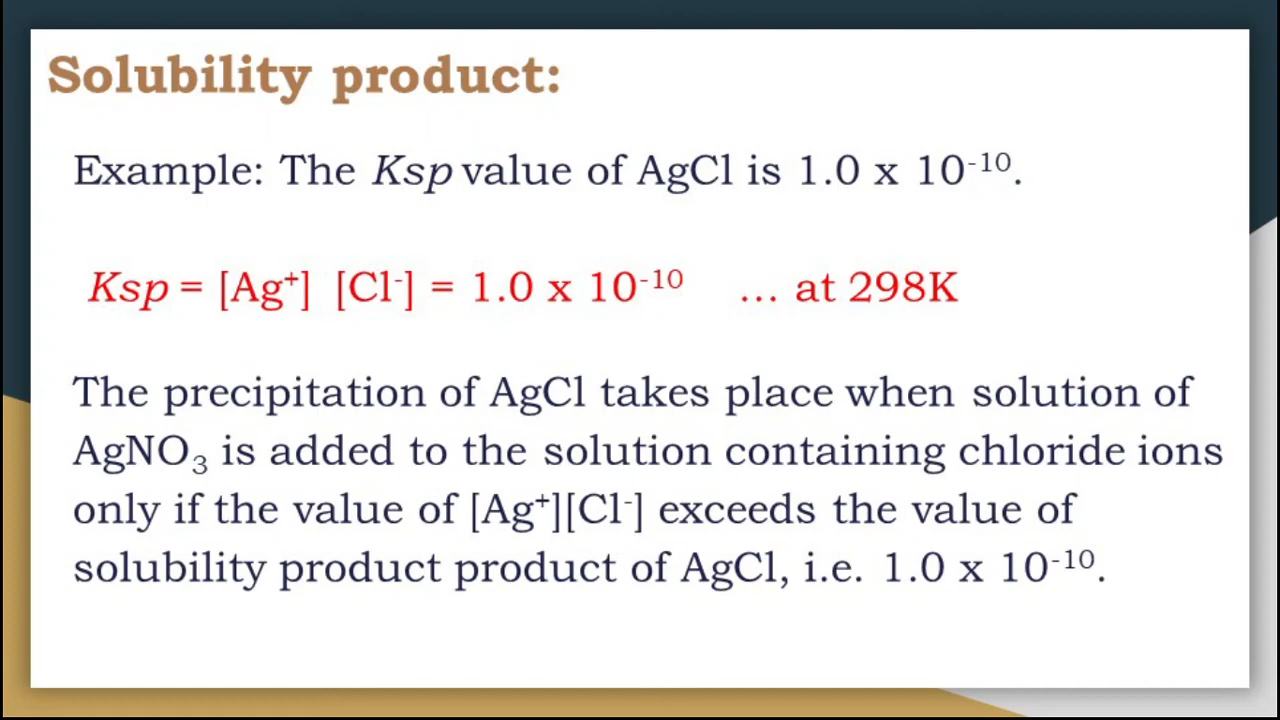 Solubility product:
Example: The Ksp value of AgCl is 1.0 x 10⁻¹⁰.
Ksp = [Ag⁺] [Cl⁻] = 1.0 x 10⁻¹⁰ ... at 298K
The precipitation of AgCl takes place when solution of
AgNO₃ is added to the solution containing chloride ions
only if the value of [Ag⁺][Cl⁻] exceeds the value of
solubility product product of AgCl, i.e. 1.0 x 10⁻¹⁰.